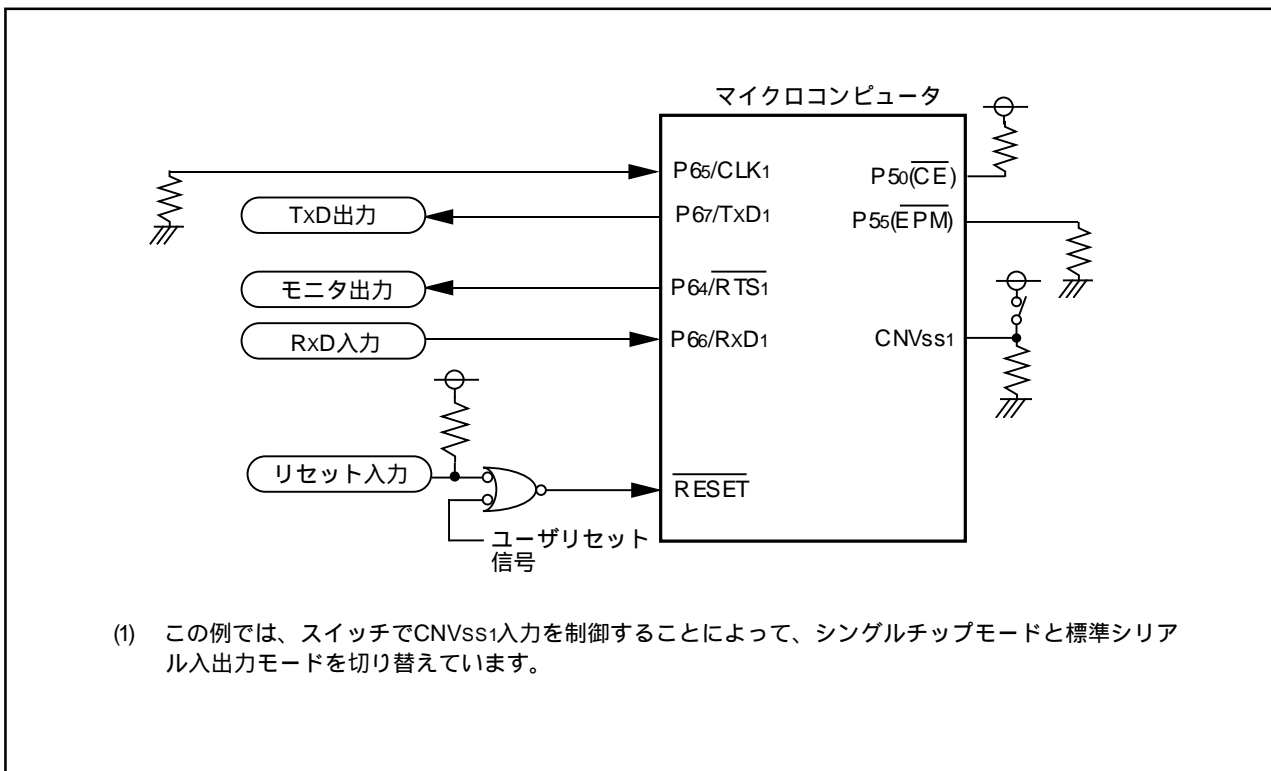 マイクロコンピュータ
P65/CLK1
P50(CE)
TXD出力
P67/TXD1
P55(EPM)
モニタ出力
P64/RTS1
RXD入力
P66/RXD1
CNVss1
リセット入力
RESET
ユーザリセット
信号
(1) この例では、スイッチでCNVss1入力を制御することによって、シングルチップモードと標準シリア
ル入出力モードを切り替えています。